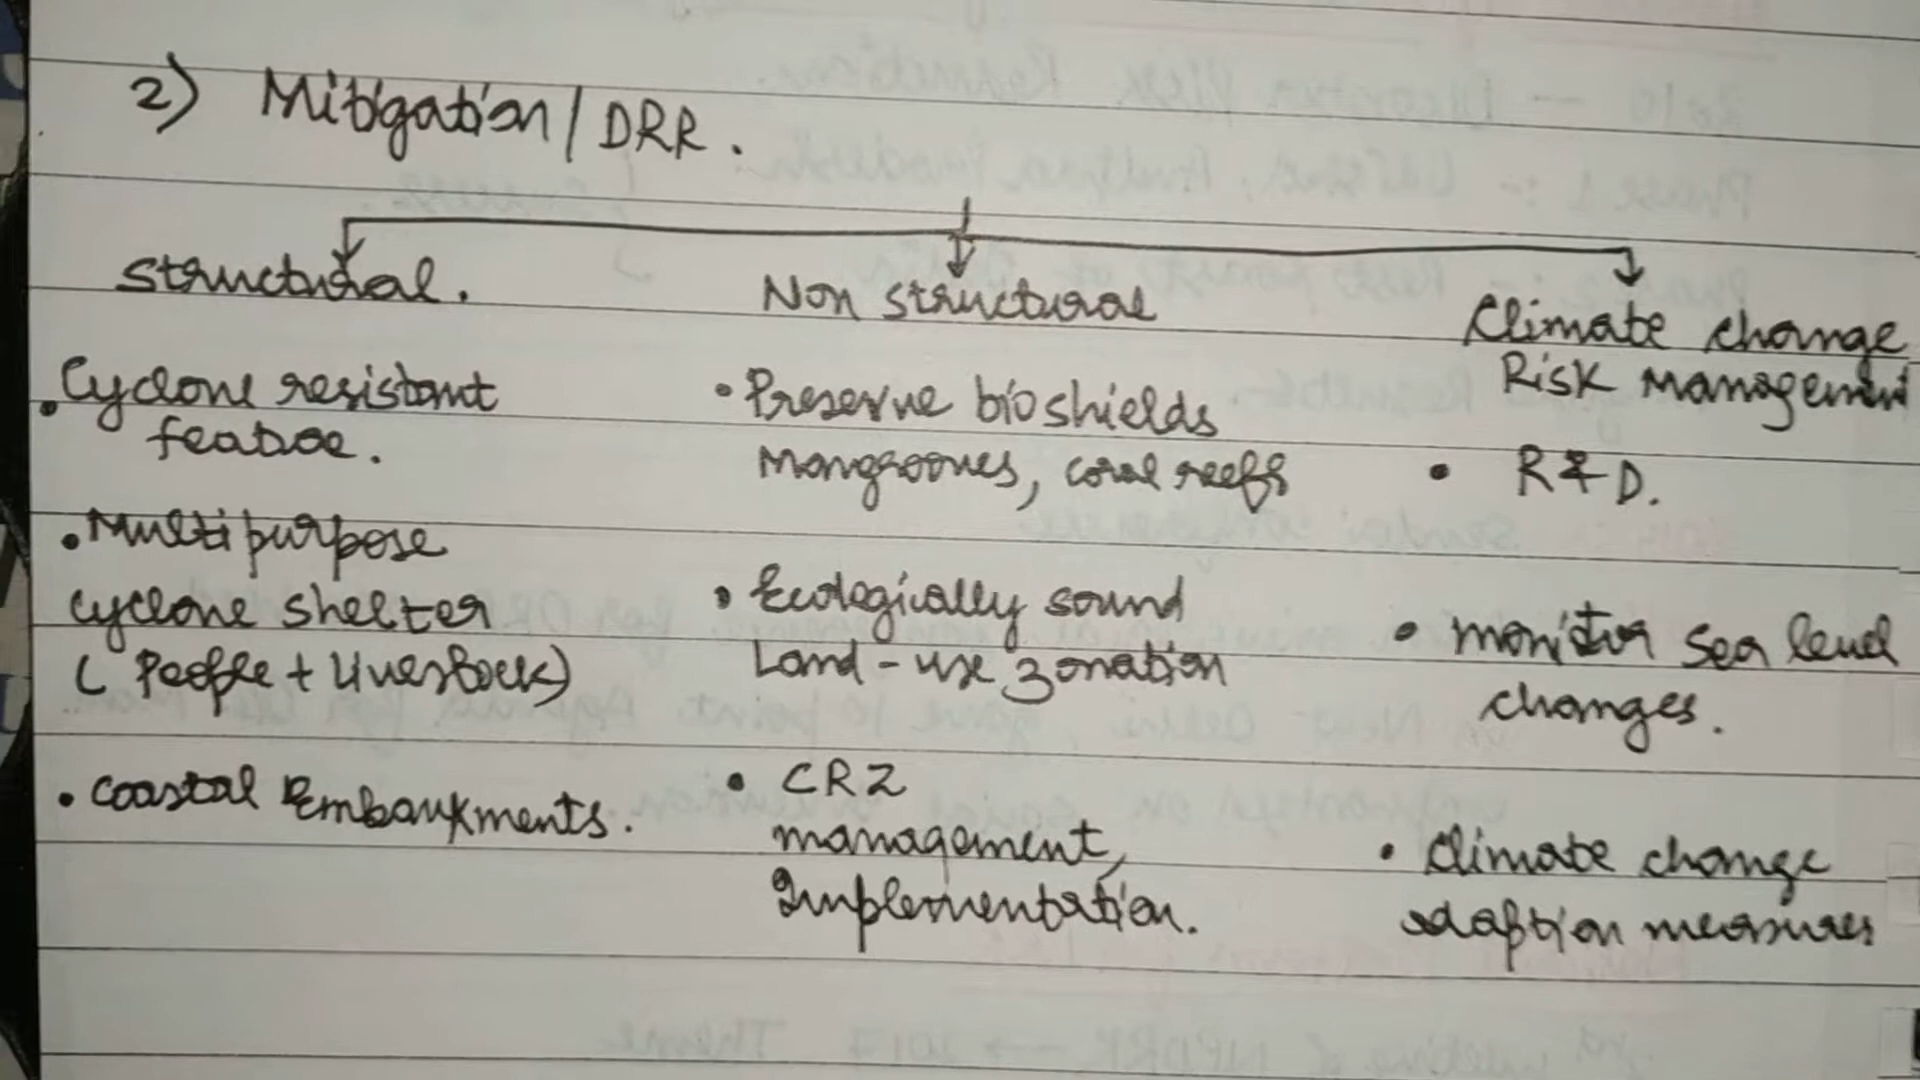 2) Mitigation / DRR.
Structural.
• Cyclone resistant
featue.
• Multipurpose
cyclone shelter
( People + Livestock)
• Coastal Embankments.
Non structural
• Preserve bioshields
Mangrooves, coral reefs
• Ecologically sound
Land-use zonation
• CRZ
management,
Implementation.
Climate change
Risk Management
• R & D.
• monitor sea level
changes.
• Climate change
adaption measures